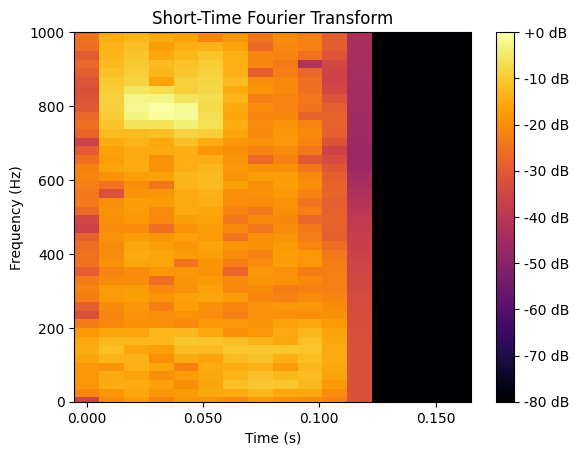 Short-Time Fourier Transform
1000
800
600
400
200
0
Frequency (Hz)
0.000
0.050
0.100
0.150
Time (s)
+0 dB
+10 dB
-20 dB
-30 dB
-40 dB
-50 dB
-60 dB
-70 dB
-80 dB